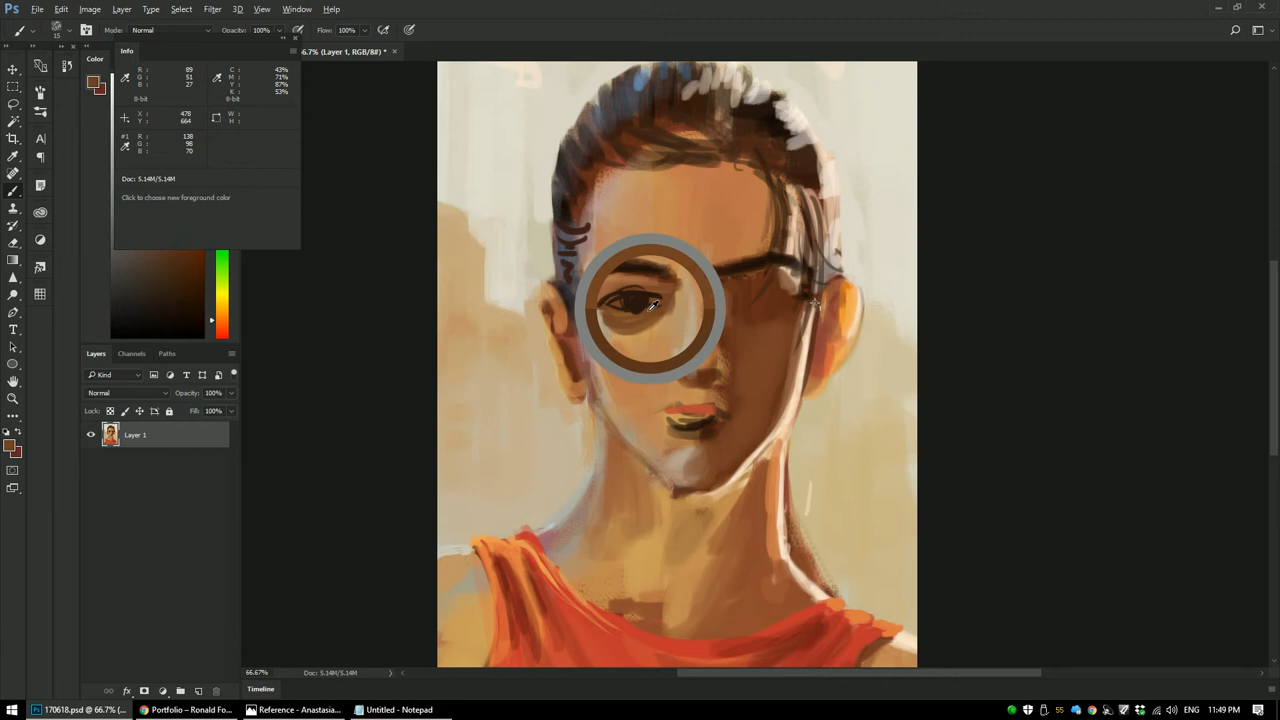 Ps File Edit Image Layer Type Select Filter 3D View Window Help
15 Mode: Normal Opacity: 100% Flow: 100%
66.7% (Layer 1, RGB/8#) *
Color
Info
R : 89 C : 43%
G : 51 M : 71%
B : 27 Y : 87%
K : 53%
8-bit 8-bit
X : 478 W :
Y : 664 H :
#1 R : 138
G : 98
B : 70
Doc: 5.14M/5.14M
Click to choose new foreground color
Layers Channels Paths
Kind
Normal Opacity: 100%
Lock: Fill: 100%
Layer 1
66.67% Doc: 5.14M/5.14M
Timeline
170618.psd @ 66.7% (... Portfolio – Ronald Fo... Reference - Anastasia... Untitled - Notepad 55 ENG 11:49 PM